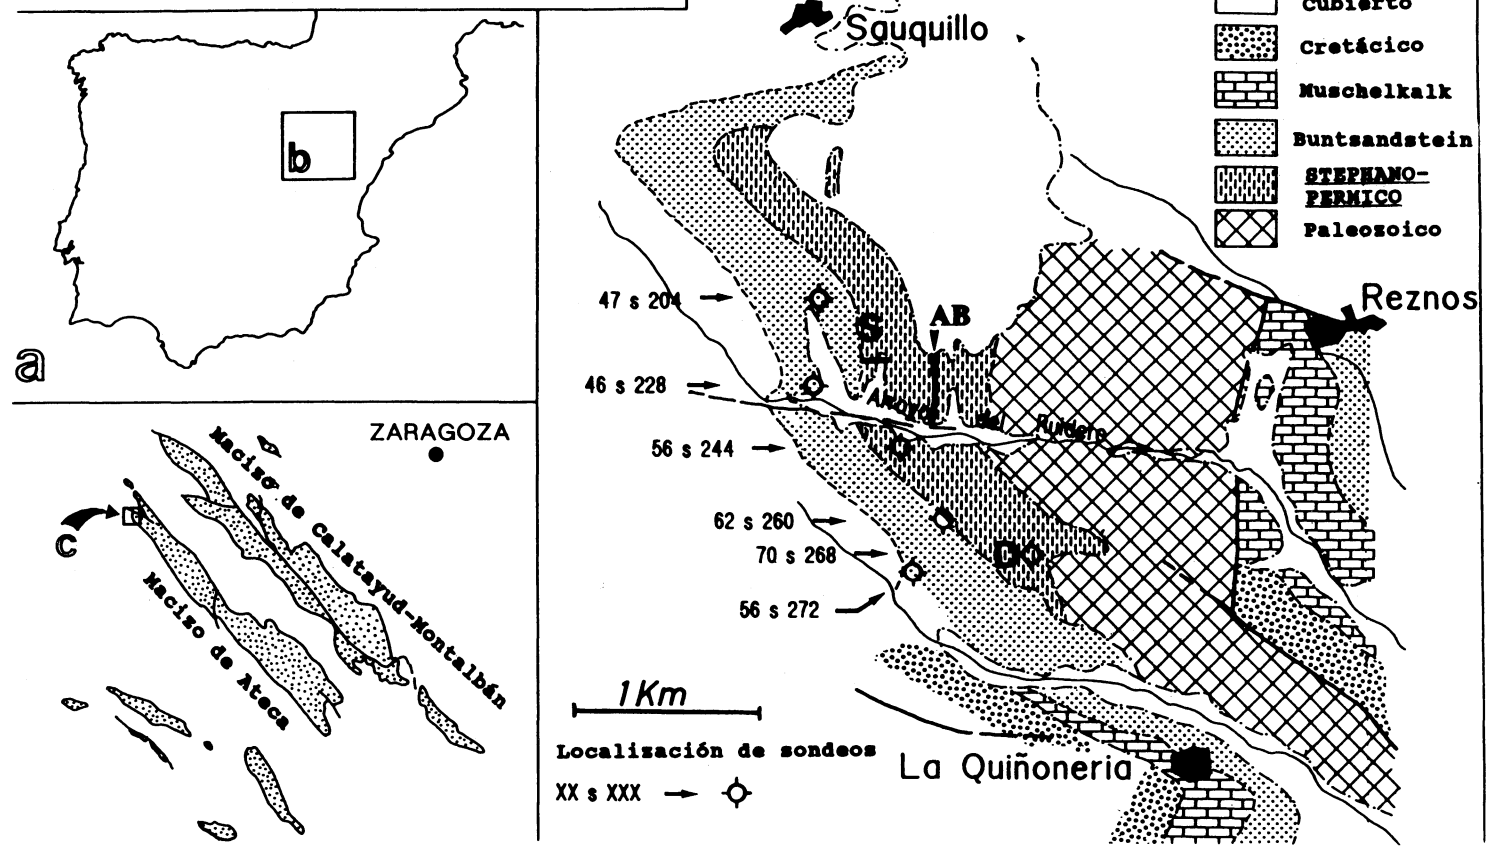 Cubierto
Cretácico
Muschelkalk
Buntsandstein
STEPHANO-
PERMICO
Paleozoico
Sauquillo
Reznos
b
a
47 s 204
46 s 228
56 s 244
62 s 260
70 s 268
56 s 272
S
AB
Arroyo del Ruidero
ZARAGOZA
Macizo de Calatayud-Montalbán
Macizo de Ateca
c
1Km
Localización de sondeos
XX s XXX
La Quiñoneria